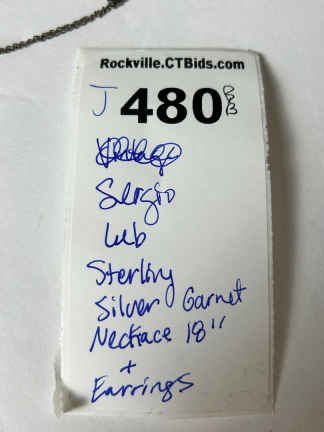 Rockville.CTBids.com
J 480
Sergio
Lub
Sterling
Silver Garnet
Necklace 18"
+
Earrings